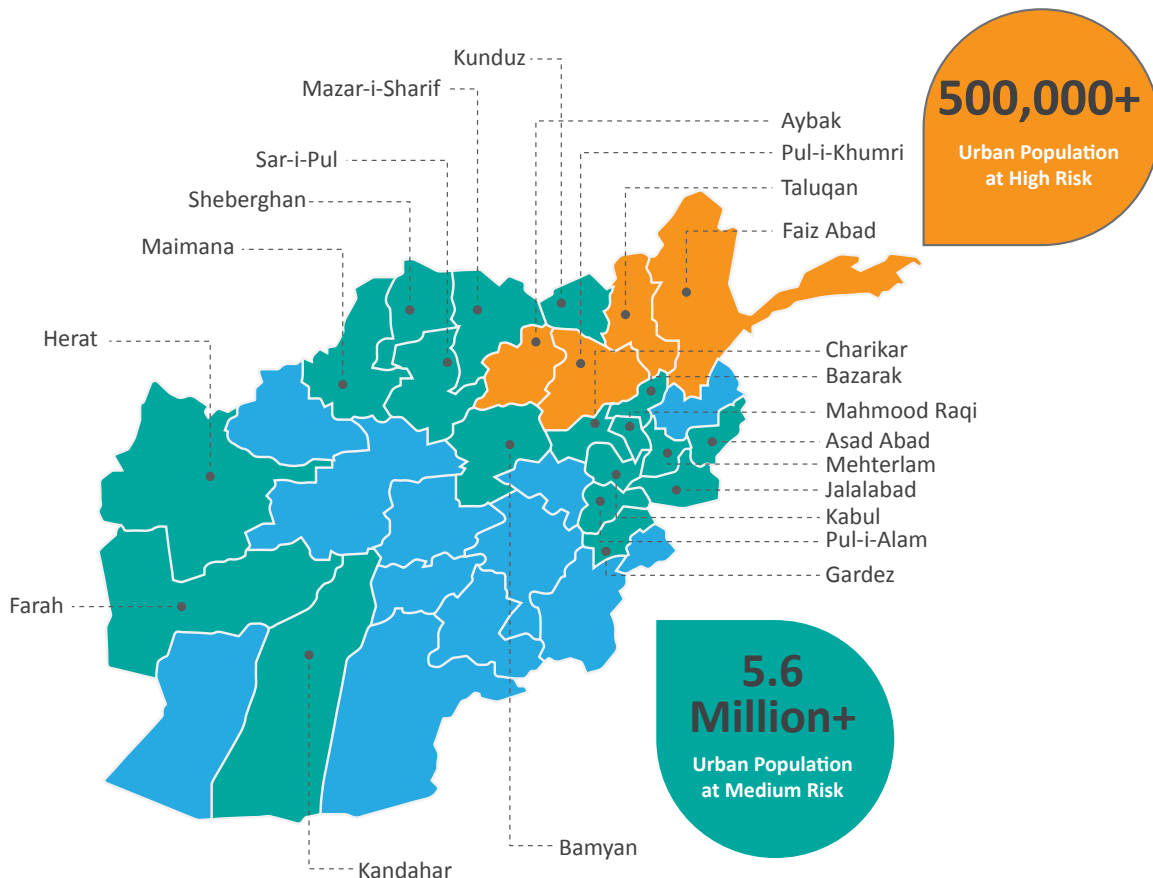 Kunduz
Mazar-i-Sharif
Sar-i-Pul
Sheberghan
Maimana
Herat
Farah
Kandahar
Bamyan
Aybak
Pul-i-Khumri
Taluqan
Faiz Abad
Charikar
Bazarak
Mahmood Raqi
Asad Abad
Mehterlam
Jalalabad
Kabul
Pul-i-Alam
Gardez
500,000+
Urban Population
at High Risk
5.6
Million+
Urban Population
at Medium Risk